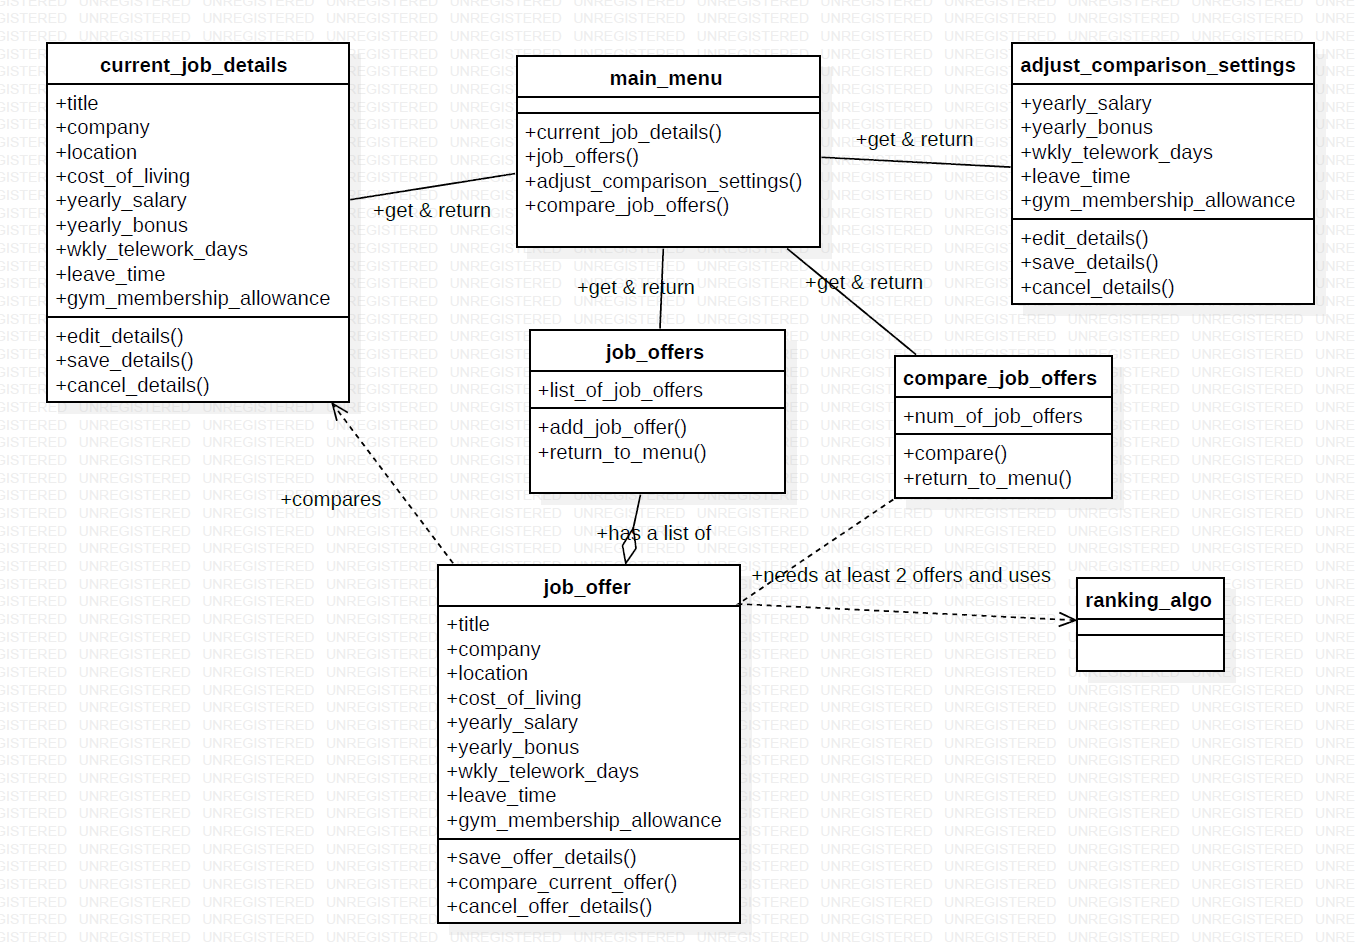 current_job_details
+title
+company
+location
+cost_of_living
+yearly_salary
+yearly_bonus
+wkly_telework_days
+leave_time
+gym_membership_allowance
+edit_details()
+save_details()
+cancel_details()
main_menu
+current_job_details()
+job_offers()
+adjust_comparison_settings()
+compare_job_offers()
adjust_comparison_settings
+yearly_salary
+yearly_bonus
+wkly_telework_days
+leave_time
+gym_membership_allowance
+edit_details()
+save_details()
+cancel_details()
+get & return
+get & return
+get & return
+get & return
job_offers
+list_of_job_offers
+add_job_offer()
+return_to_menu()
compare_job_offers
+num_of_job_offers
+compare()
+return_to_menu()
+compares
+has a list of
+needs at least 2 offers and uses
job_offer
+title
+company
+location
+cost_of_living
+yearly_salary
+yearly_bonus
+wkly_telework_days
+leave_time
+gym_membership_allowance
+save_offer_details()
+compare_current_offer()
+cancel_offer_details()
ranking_algo
UNREGISTERED